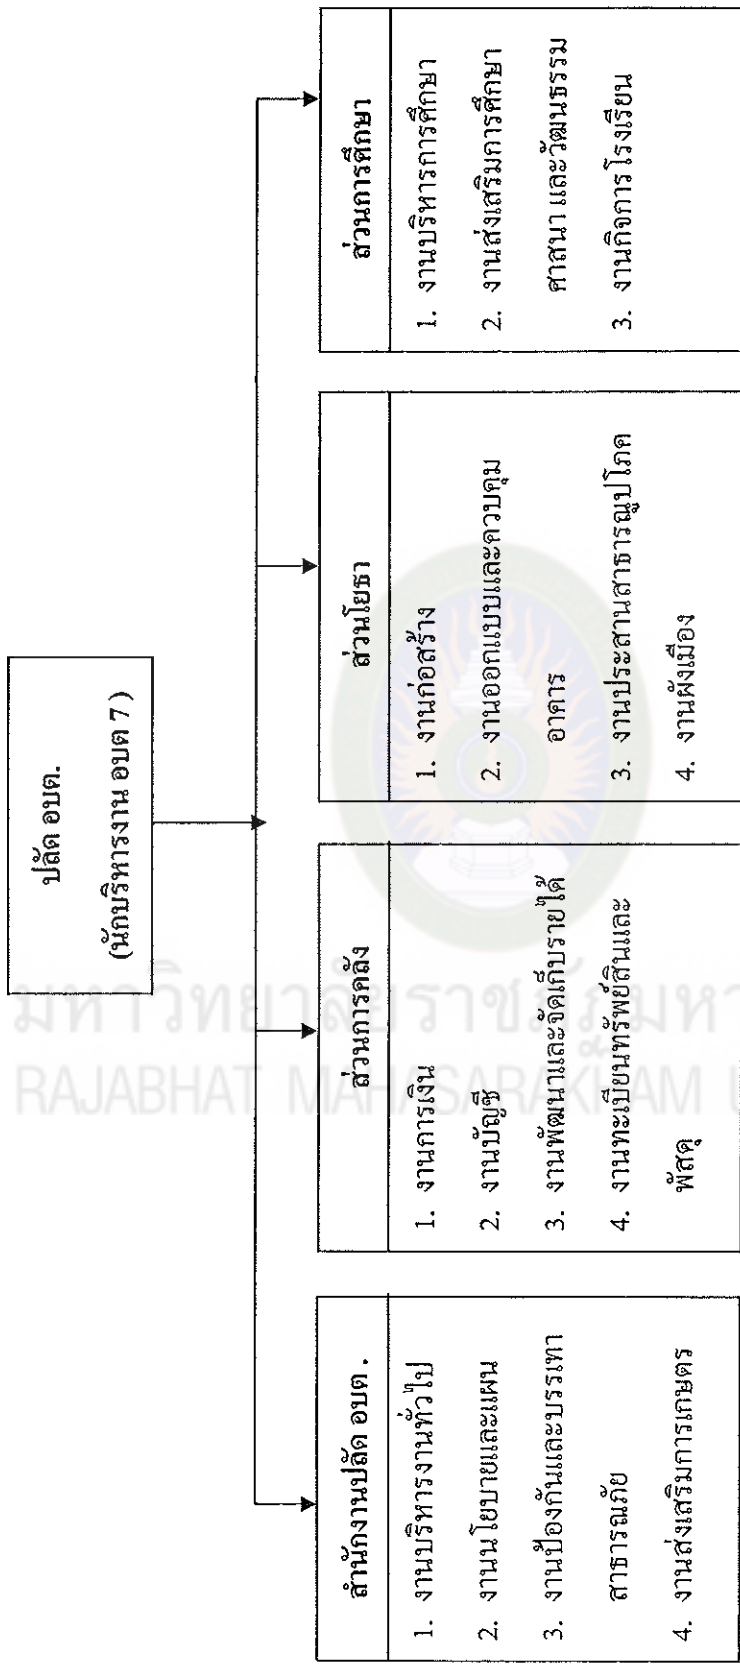 ปลัด อบต.
(นักบริหารงาน อบต 7 )
สำนักงานปลัด อบต .
1. งานบริหารงานทั่วไป
2. งานนโยบายและแผน
3. งานป้องกันและบรรเทา
สาธารณภัย
4. งานส่งเสริมการเกษตร
ส่วนการคลัง
1. งานการเงิน
2. งานบัญชี
3. งานพัฒนาและจัดเก็บรายได้
4. งานทะเบียนทรัพย์สินและ
พัสดุ
ส่วนโยธา
1. งานก่อสร้าง
2. งานออกแบบและควบคุม
อาคาร
3. งานประสานสาธารณูปโภค
4. งานผังเมือง
ส่วนการศึกษา
1. งานบริหารการศึกษา
2. งานส่งเสริมการศึกษา
ศาสนา และวัฒนธรรม
3. งานกิจการโรงเรียน
มหาวิทยาลัยราชภัฏมหา
RAJABHAT MAHASARAKHAM